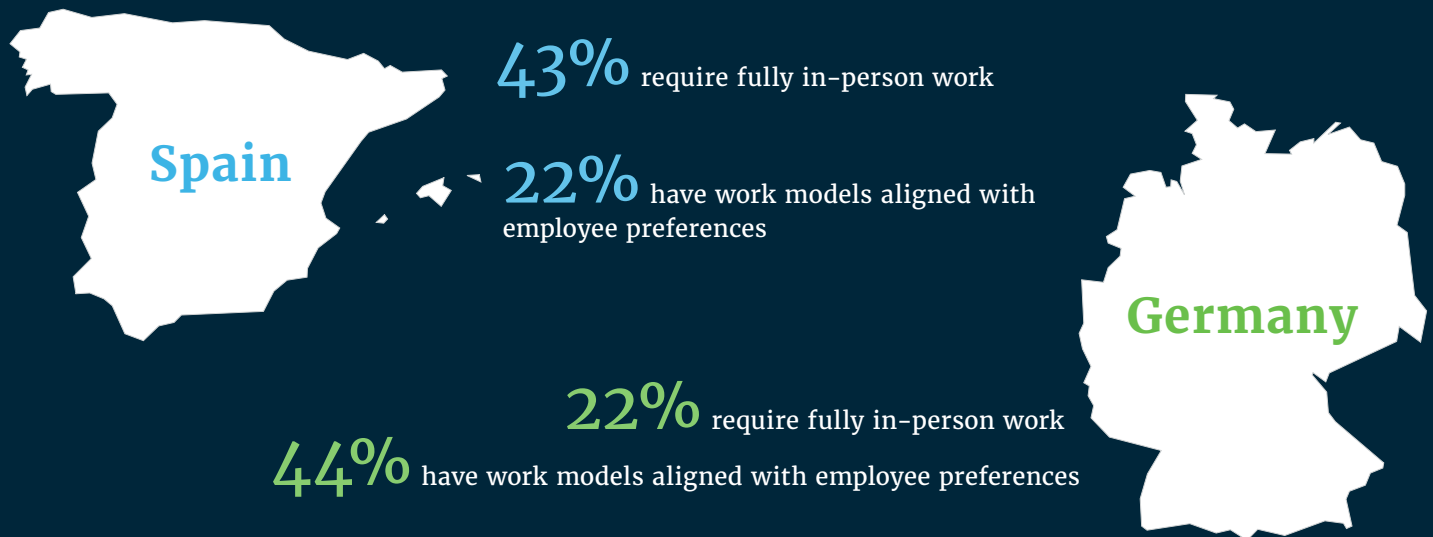 Spain
43% require fully in-person work
22% have work models aligned with
employee preferences
Germany
22% require fully in-person work
44% have work models aligned with employee preferences